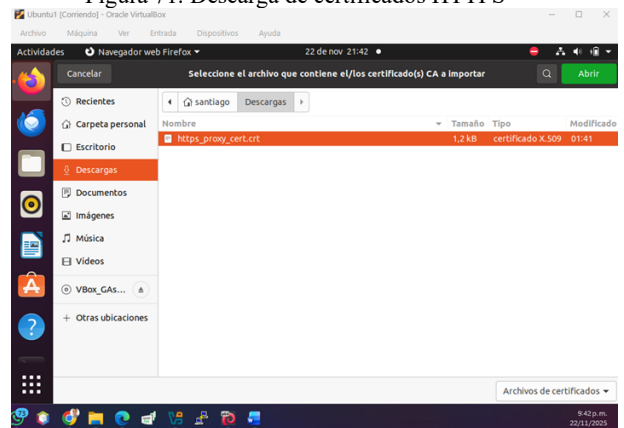 Figura 71. Descarga de certificados HTTPS
Ubuntu1 [Corriendo] - Oracle VirtualBox
Archivo Máquina Ver Entrada Dispositivos Ayuda
Actividades Navegador web Firefox 22 de nov 21:42
Cancelar Seleccione el archivo que contiene el/los certificado(s) CA a importar Abrir
Recientes santiago Descargas
Carpeta personal Nombre Tamaño Tipo Modificado
https_proxy_cert.crt 1,2 kB certificado X.509 01:41
Escritorio
Descargas
Documentos
Imágenes
Música
Vídeos
VBox_GAs...
+ Otras ubicaciones
Archivos de certificados
9:42 p. m.
22/11/2025